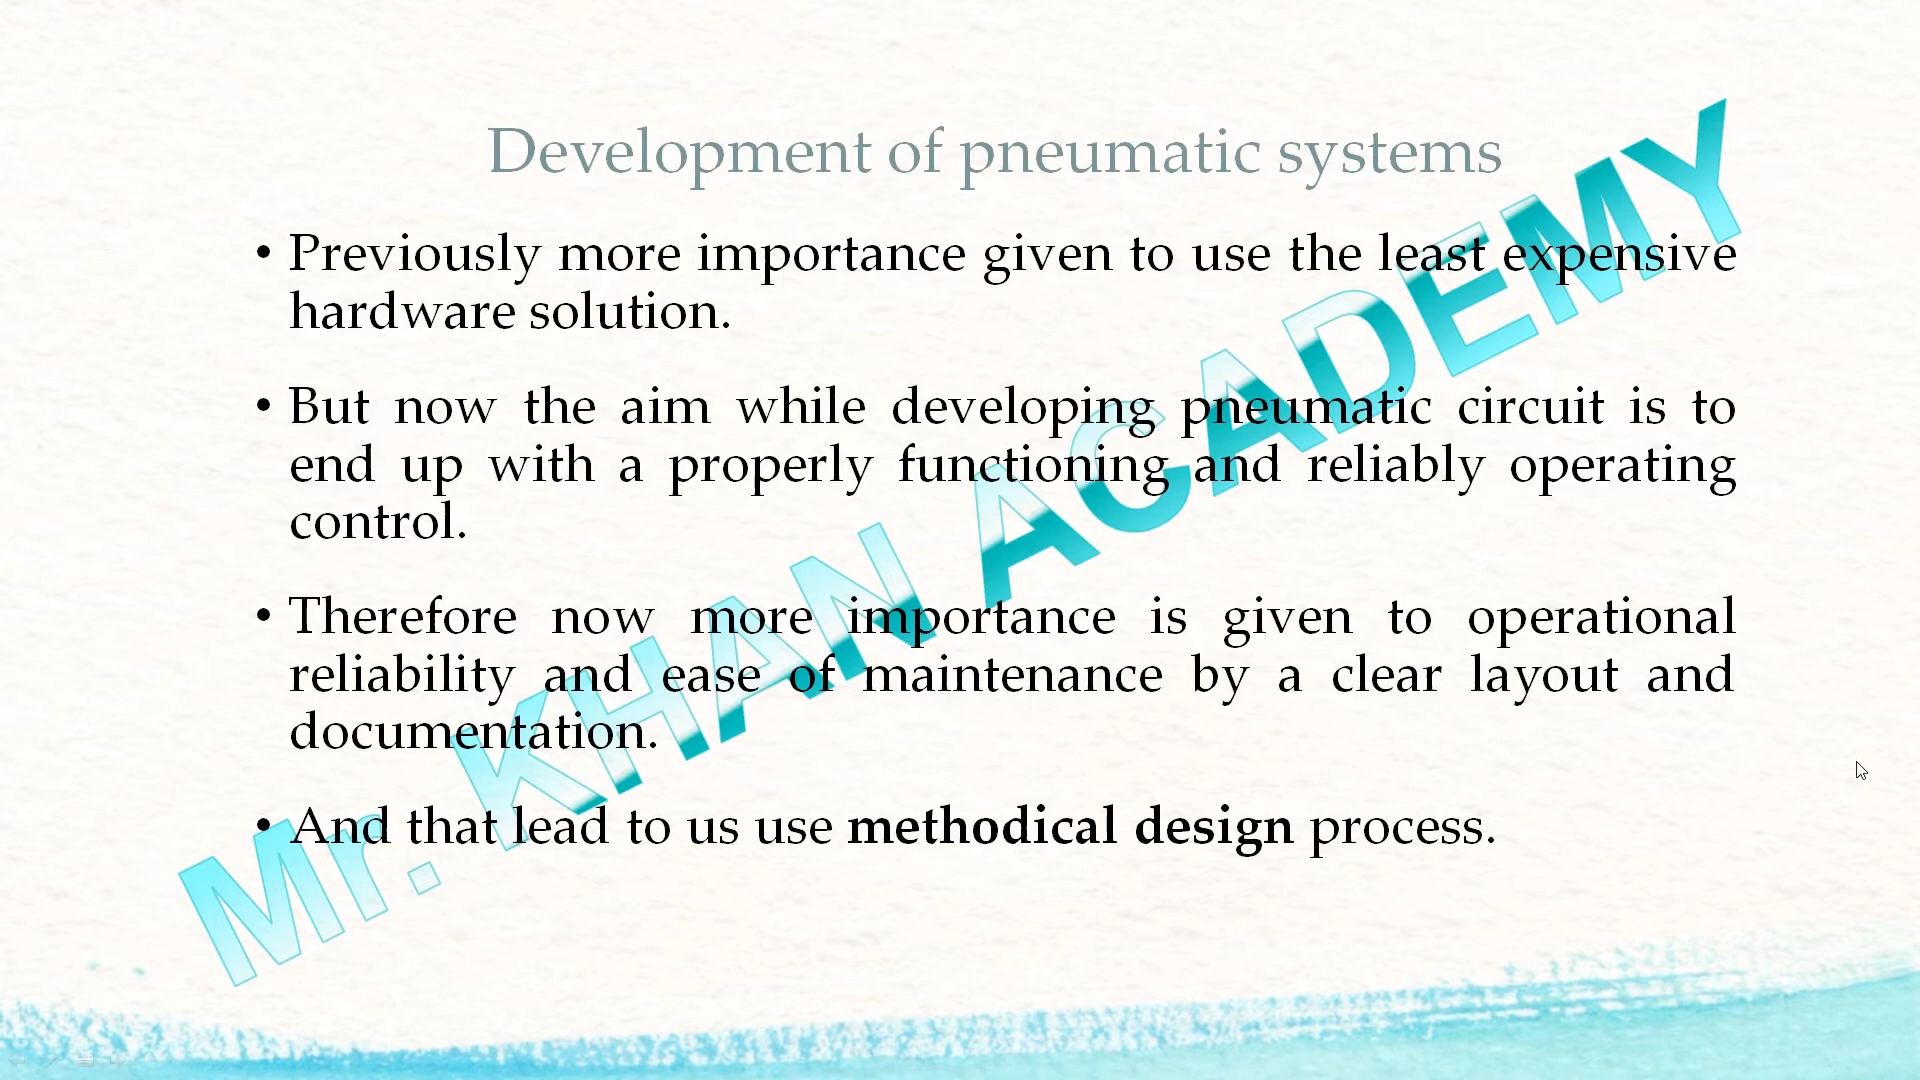 Development of pneumatic systems
• Previously more importance given to use the least expensive
hardware solution.
• But now the aim while developing pneumatic circuit is to
end up with a properly functioning and reliably operating
control.
• Therefore now more importance is given to operational
reliability and ease of maintenance by a clear layout and
documentation.
• And that lead to us use methodical design process.
Mr. KHAN ACADEMY